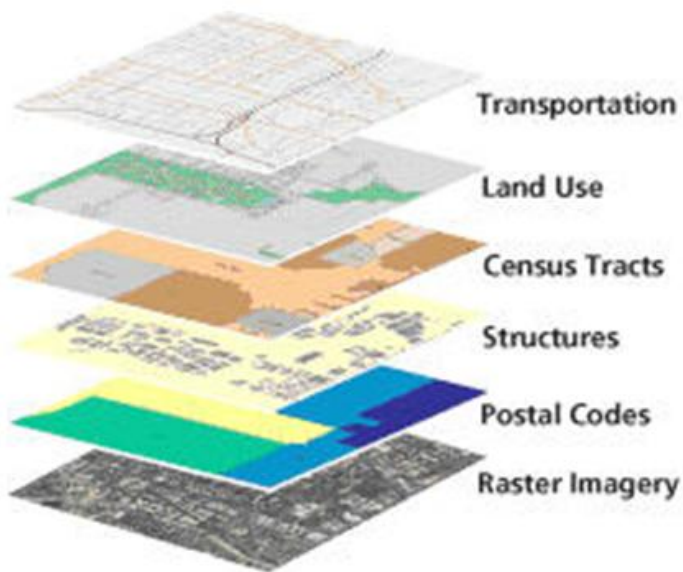 Transportation
Land Use
Census Tracts
Structures
Postal Codes
Raster Imagery